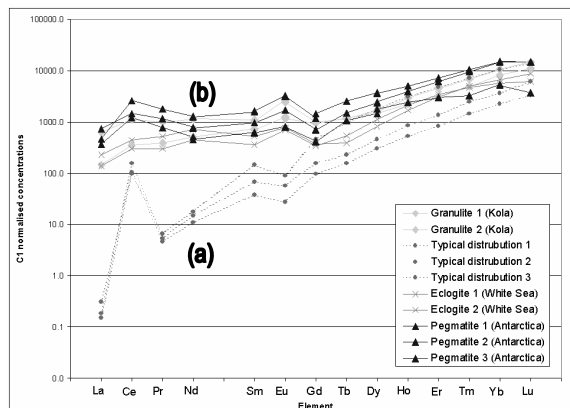 100000.0
10000.0
1000.0
100.0
10.0
1.0
0.1
C1 normalised concentrations
(b)
(a)
Granulite 1 (Kola)
Granulite 2 (Kola)
Typical distrubution 1
Typical distrubution 2
Typical distrubution 3
Eclogite 1 (White Sea)
Eclogite 2 (White Sea)
Pegmatite 1 (Antarctica)
Pegmatite 2 (Antarctica)
Pegmatite 3 (Antarctica)
La Ce Pr Nd Sm Eu Gd Tb Dy Ho Er Tm Yb Lu
Element